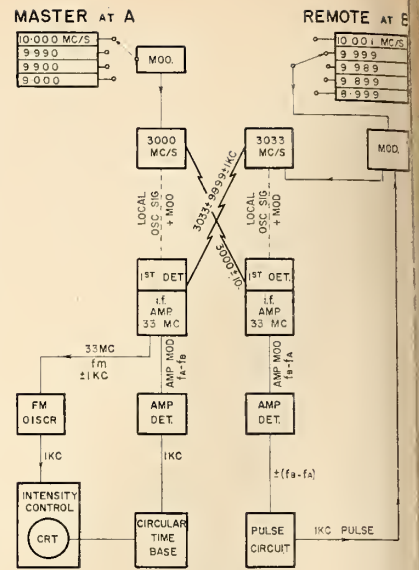 MASTER AT A
REMOTE AT B
10.000 MC/S
9.990
9.900
9.000
MOD.
10.001 MC/S
9.999
9.989
9.899
8.999
MOD.
3000
MC/S
3033
MC/S
3033±9.999±1KC
3000±10
LOCAL
OSC SIG
+ MOD
LOCAL
OSC SIG
+ MOD
1ST DET.
i.f.
AMP
33 MC
1ST DET.
i.f.
AMP.
33 MC
33MC
fm
±1KC
AMP MOD
fA-fB
AMP MOD
fB-fA
FM
DISCR
AMP
DET.
AMP
DET.
1KC
1KC
±(fB-fA)
INTENSITY
CONTROL
CRT
CIRCULAR
TIME
BASE
PULSE
CIRCUIT
1KC PULSE